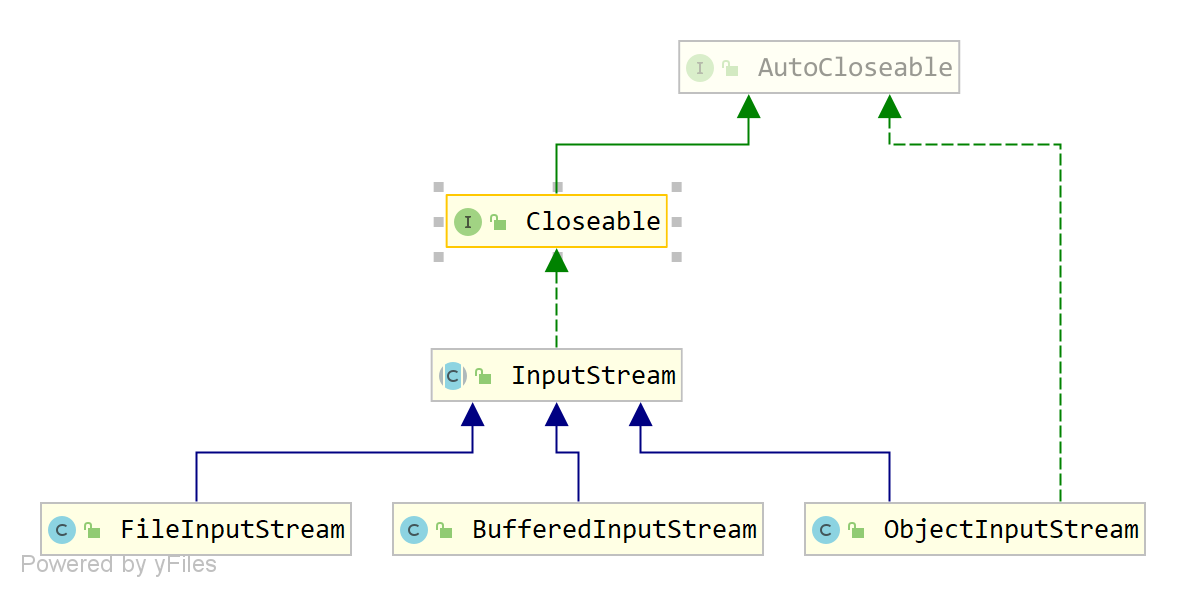 I AutoCloseable
I Closeable
C InputStream
C FileInputStream
C BufferedInputStream
C ObjectInputStream
Powered by yFiles